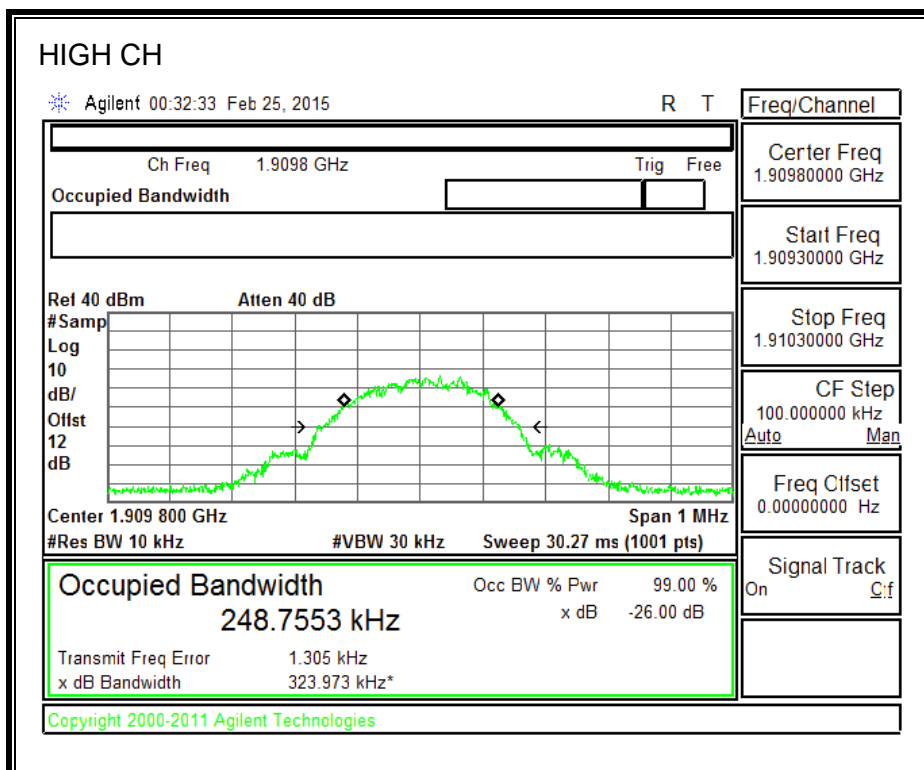 HIGH CH
Agilent 00:32:33 Feb 25, 2015 R T
Freq/Channel
Ch Freq 1.9098 GHz Trig Free
Occupied Bandwidth
Center Freq
1.90980000 GHz
Start Freq
1.90930000 GHz
Stop Freq
1.91030000 GHz
CF Step
100.000000 kHz
Auto Man
Freq Offset
0.00000000 Hz
Signal Track
On Off
Ref 40 dBm Atten 40 dB
#Samp
Log
10
dB/
Offst
12
dB
Center 1.909 800 GHz Span 1 MHz
#Res BW 10 kHz #VBW 30 kHz Sweep 30.27 ms (1001 pts)
Occupied Bandwidth Occ BW % Pwr 99.00 %
248.7553 kHz x dB -26.00 dB
Transmit Freq Error 1.305 kHz
x dB Bandwidth 323.973 kHz*
Copyright 2000-2011 Agilent Technologies